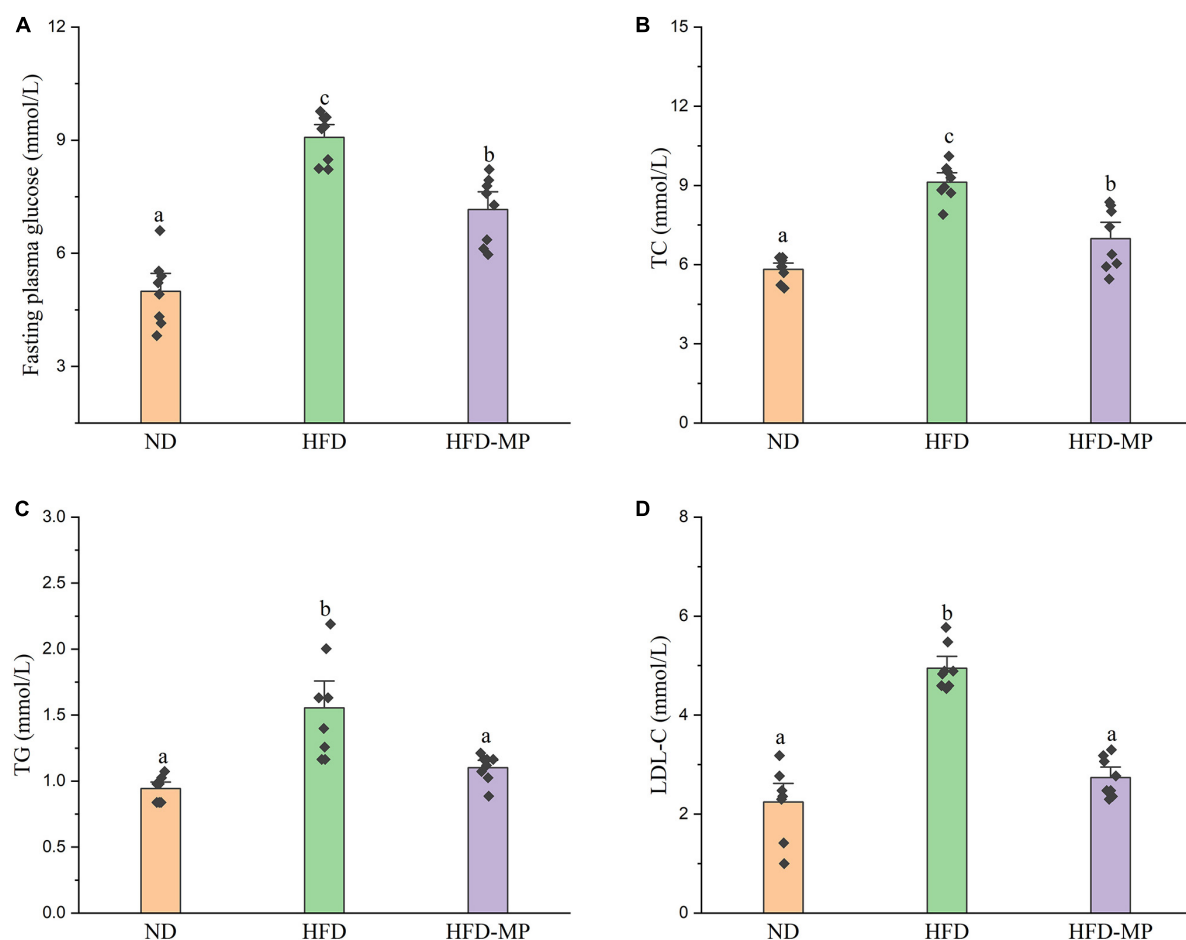 A
Fasting plasma glucose (mmol/L)
12
9
6
3
a
c
b
ND HFD HFD-MP
B
TC (mmol/L)
15
12
9
6
3
0
a
c
b
ND HFD HFD-MP
C
TG (mmol/L)
3.0
2.5
2.0
1.5
1.0
0.5
0.0
a
b
a
ND HFD HFD-MP
D
LDL-C (mmol/L)
8
6
4
2
0
a
b
a
ND HFD HFD-MP